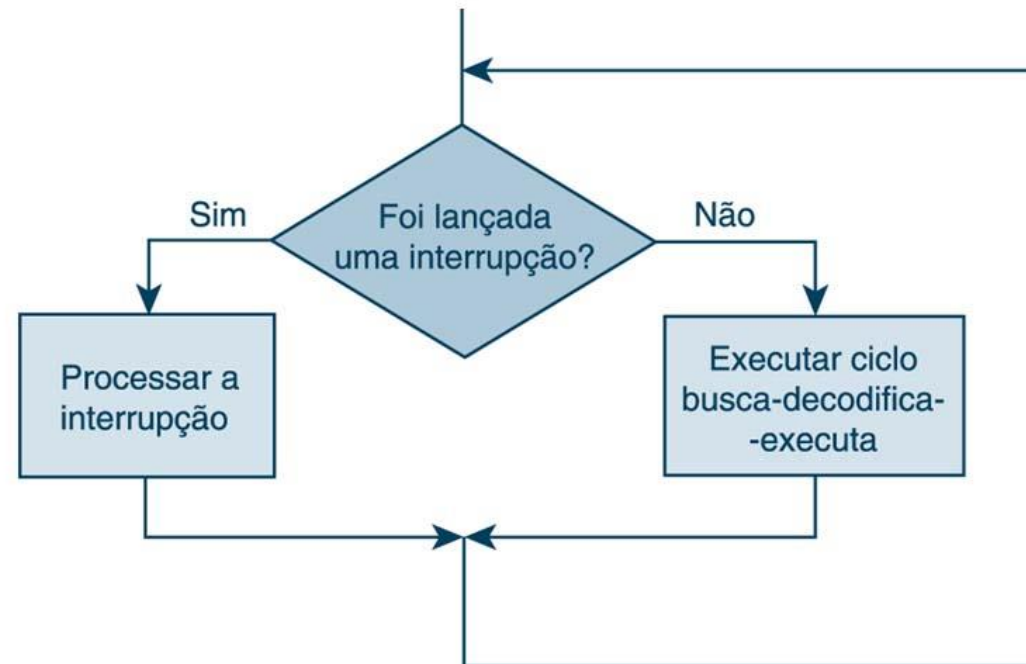 Foi lançada
uma interrupção?
Sim
Não
Processar a
interrupção
Executar ciclo
busca-decodifica-
-executa